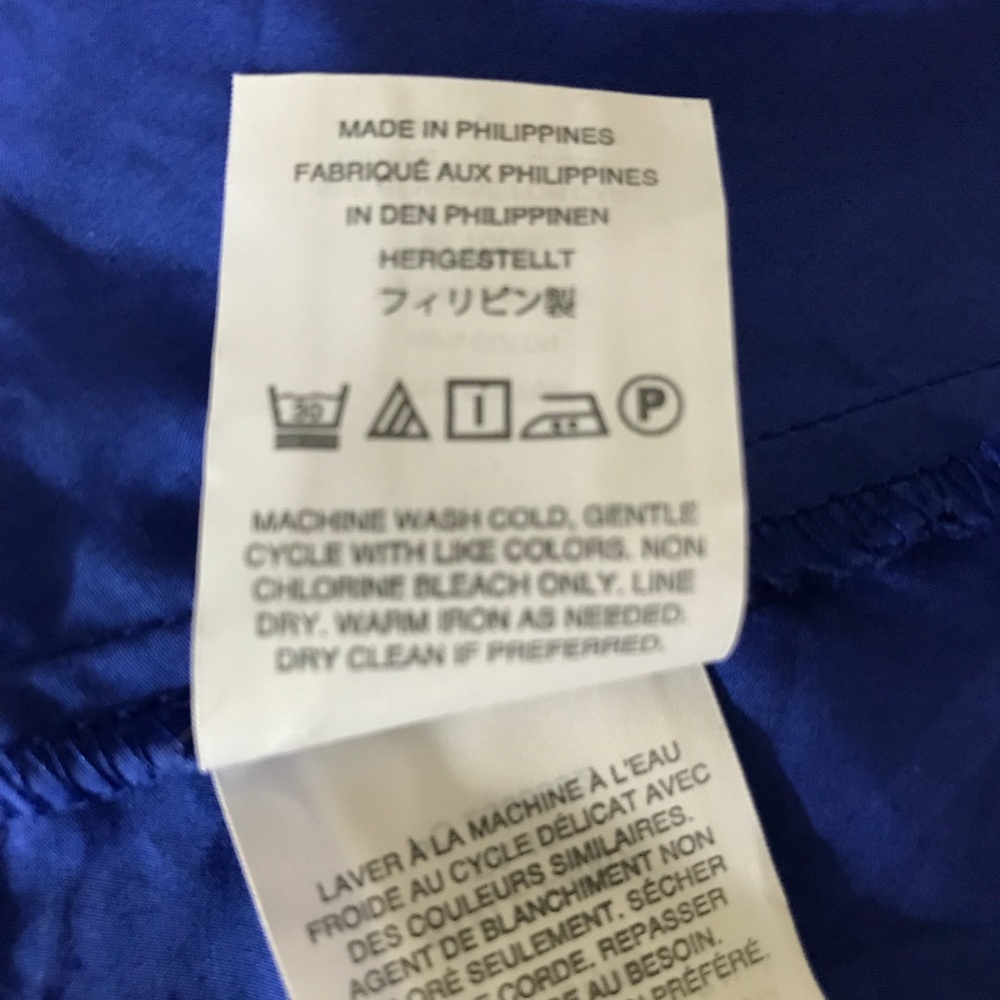 MADE IN PHILIPPINES
FABRIQUÉ AUX PHILIPPINES
IN DEN PHILIPPINEN
HERGESTELLT
フィリピン製
30
I
P
MACHINE WASH COLD, GENTLE
CYCLE WITH LIKE COLORS. NON
CHLORINE BLEACH ONLY. LINE
DRY. WARM IRON AS NEEDED.
DRY CLEAN IF PREFERRED.
LAVER À LA MACHINE À L'EAU
FROIDE AU CYCLE DÉLICAT AVEC
DES COULEURS SIMILAIRES.
AGENT DE BLANCHIMENT NON
SEULEMENT. SÉCHER
CORDE. REPASSER
AU BESOIN.
PRÉFÉRÉ.